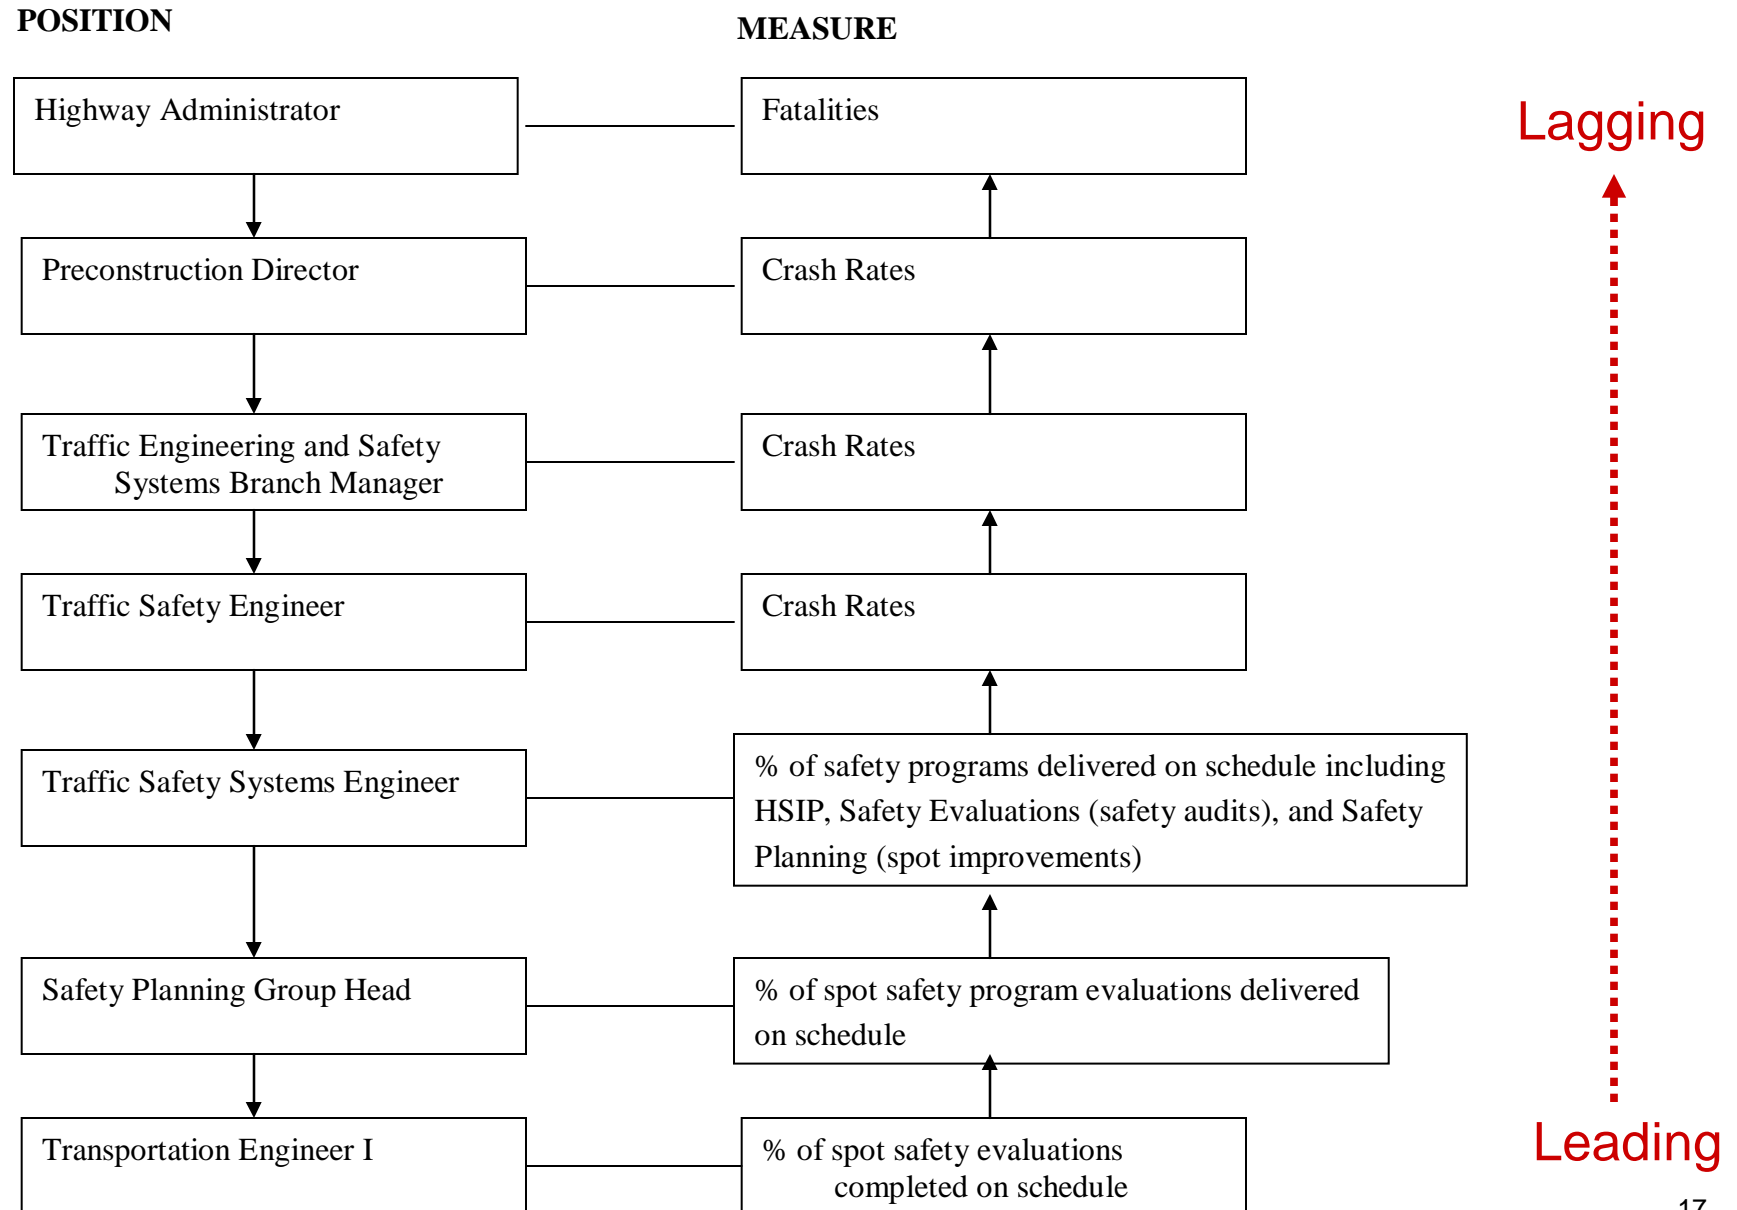 POSITION
MEASURE
Highway Administrator
Fatalities
Lagging
Preconstruction Director
Crash Rates
Traffic Engineering and Safety
Systems Branch Manager
Crash Rates
Traffic Safety Engineer
Crash Rates
Traffic Safety Systems Engineer
% of safety programs delivered on schedule including
HSIP, Safety Evaluations (safety audits), and Safety
Planning (spot improvements)
Safety Planning Group Head
% of spot safety program evaluations delivered
on schedule
Transportation Engineer I
% of spot safety evaluations
completed on schedule
Leading
17